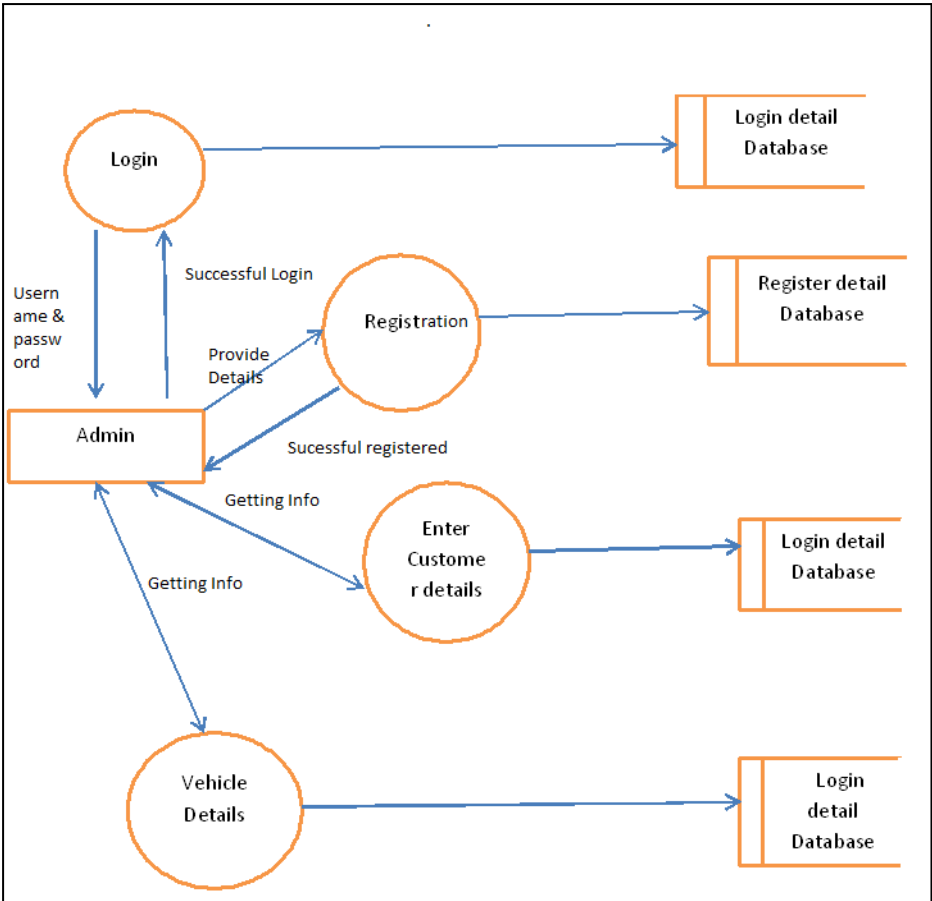 Login
Login detail
Database
Successful Login
Usern
ame &
passw
ord
Registration
Register detail
Database
Provide
Details
Admin
Sucessful registered
Getting Info
Enter
Custome
r details
Login detail
Database
Getting Info
Vehicle
Details
Login
detail
Database